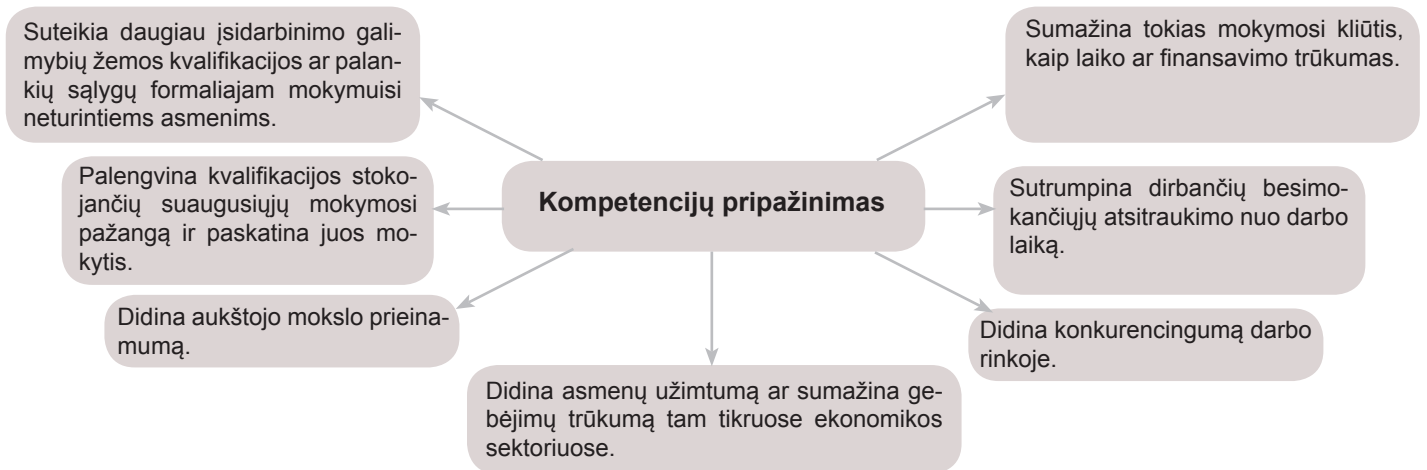 Suteikia daugiau įsidarbinimo gali-
mybių žemos kvalifikacijos ar palan-
kių sąlygų formaliajam mokymuisi
neturintiems asmenims.
Sumažina tokias mokymosi kliūtis,
kaip laiko ar finansavimo trūkumas.
Palengvina kvalifikacijos stoko-
jančių suaugusiųjų mokymosi
pažangą ir paskatina juos mo-
kytis.
Kompetencijų pripažinimas
Sutrumpina dirbančių besimo-
kančiųjų atsitraukimo nuo darbo
laiką.
Didina aukštojo mokslo prieina-
mumą.
Didina konkurencingumą darbo
rinkoje.
Didina asmenų užimtumą ar sumažina ge-
bėjimų trūkumą tam tikruose ekonomikos
sektoriuose.